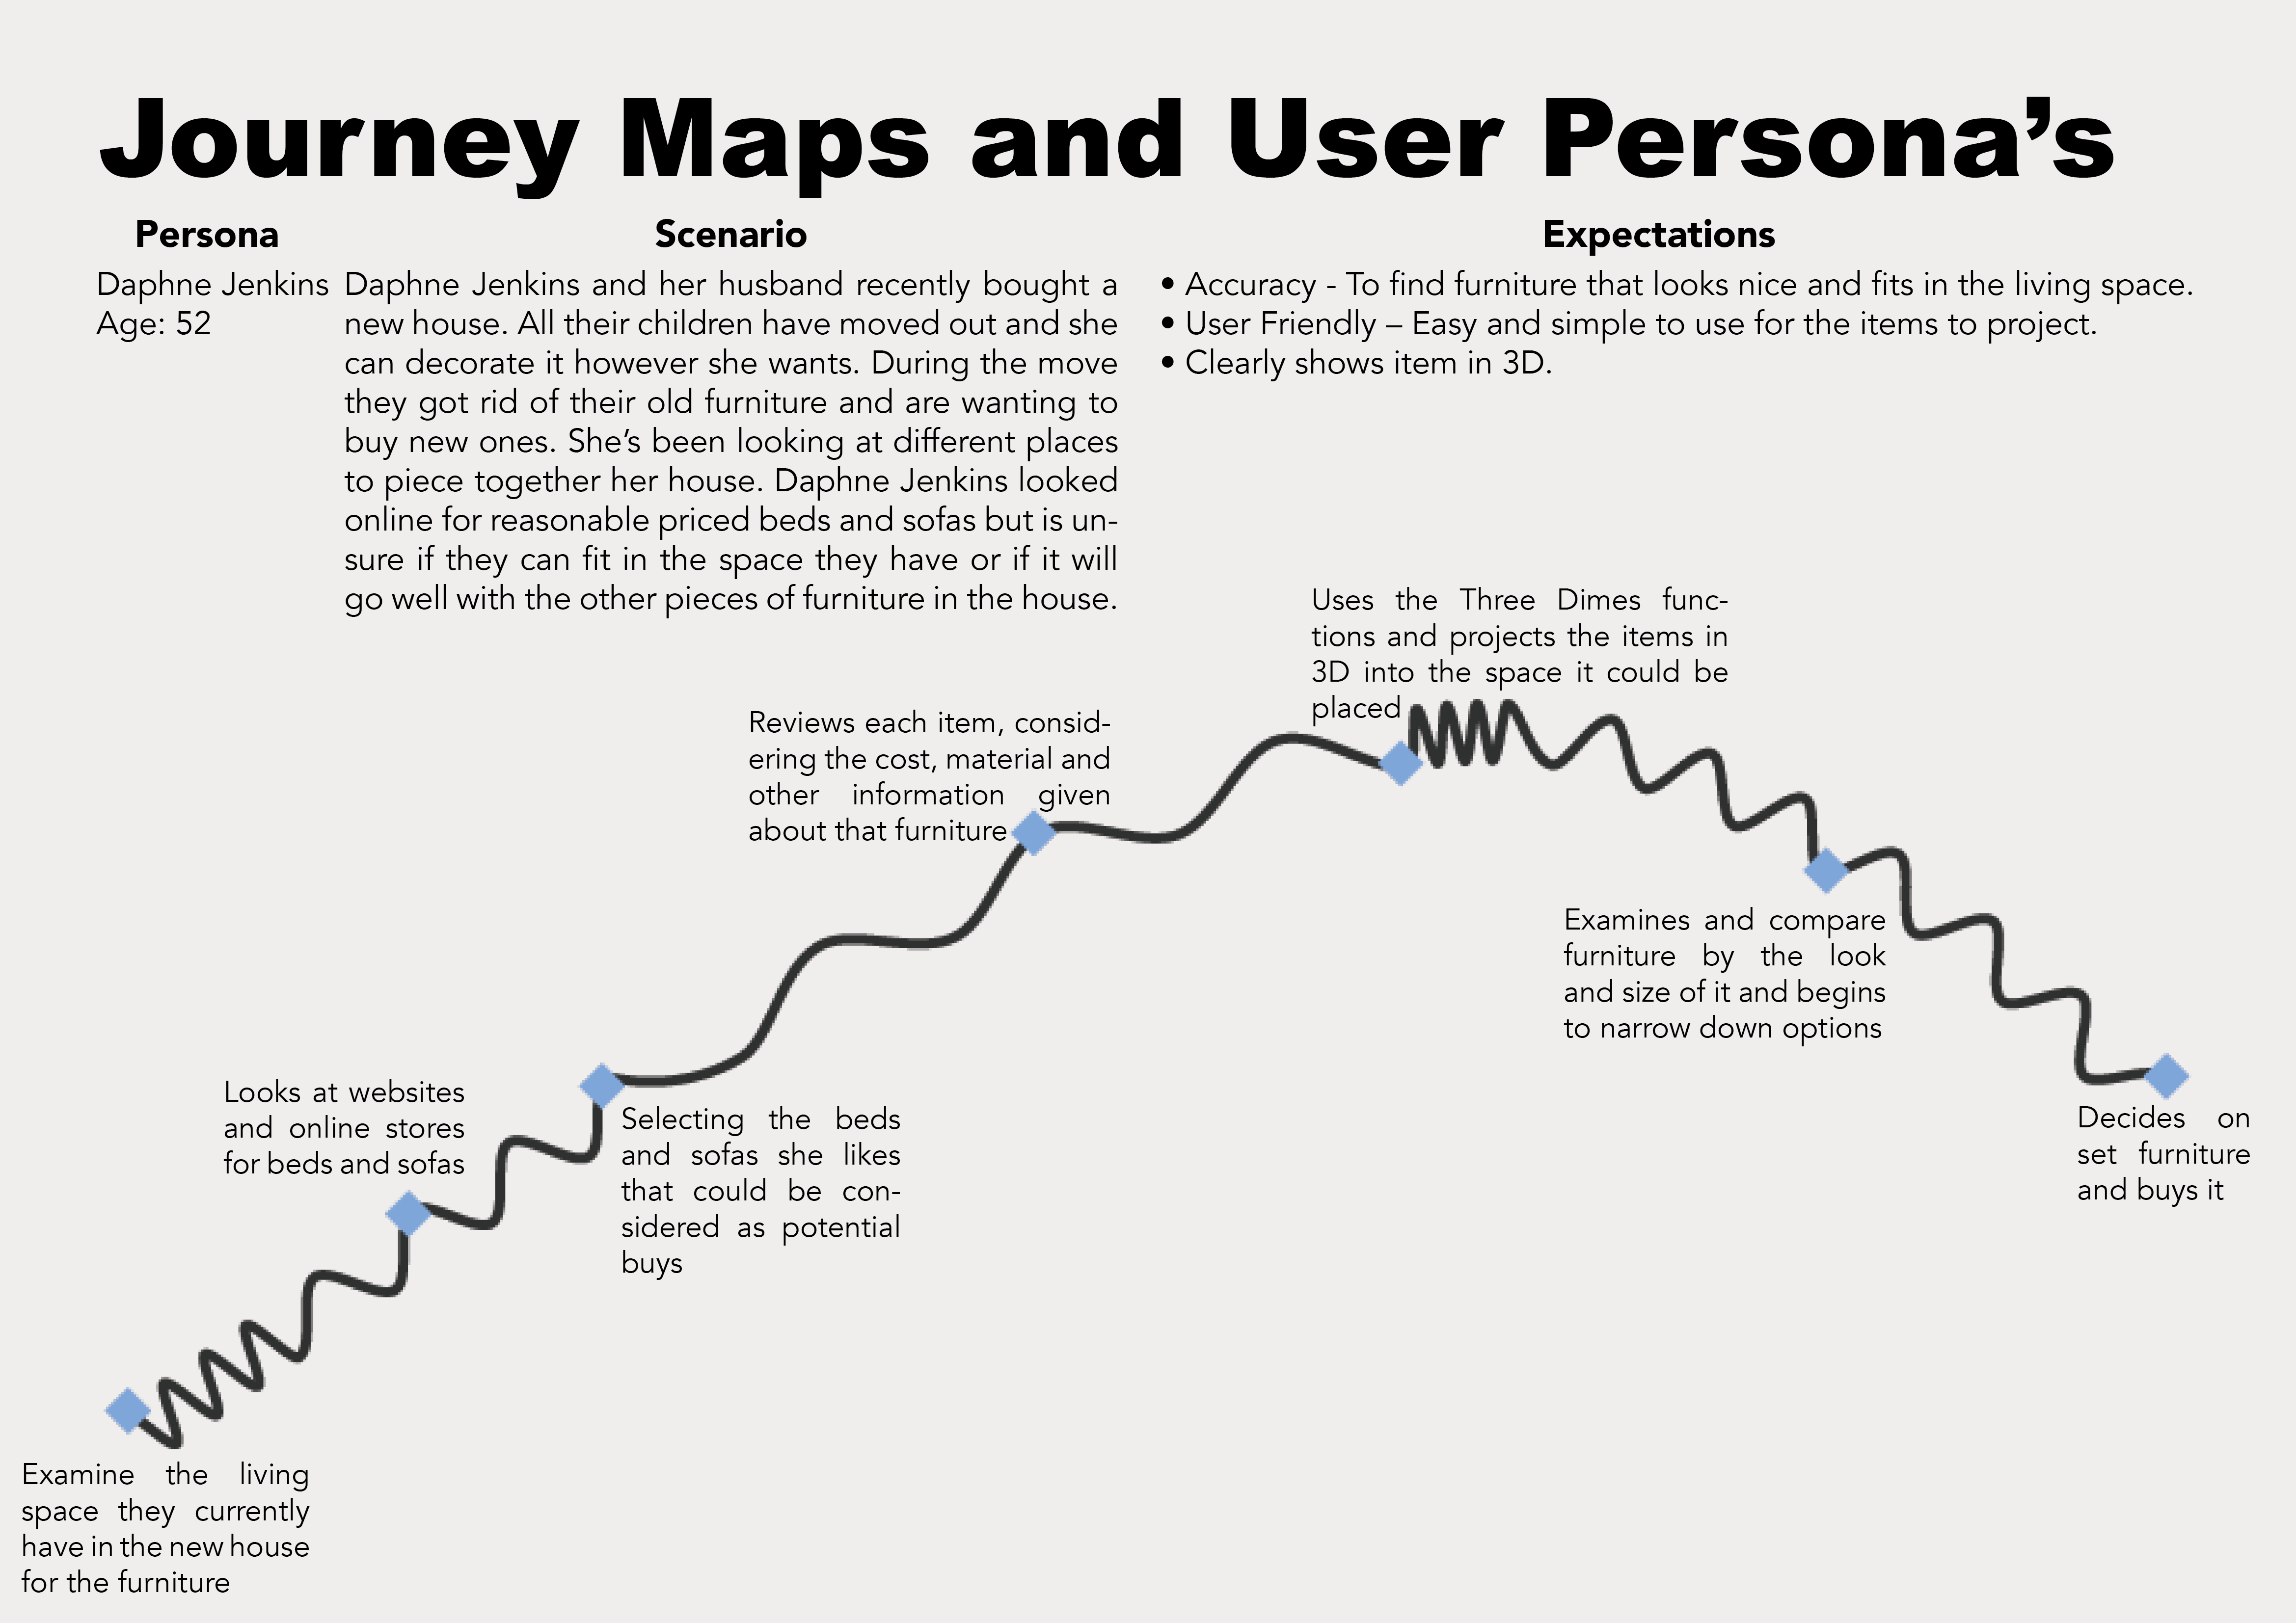 Journey Maps and User Persona’s
Persona
Daphne Jenkins
Age: 52
Scenario
Daphne Jenkins and her husband recently bought a
new house. All their children have moved out and she
can decorate it however she wants. During the move
they got rid of their old furniture and are wanting to
buy new ones. She’s been looking at different places
to piece together her house. Daphne Jenkins looked
online for reasonable priced beds and sofas but is un-
sure if they can fit in the space they have or if it will
go well with the other pieces of furniture in the house.
Expectations
• Accuracy - To find furniture that looks nice and fits in the living space.
• User Friendly – Easy and simple to use for the items to project.
• Clearly shows item in 3D.
Examine the living
space they currently
have in the new house
for the furniture
Looks at websites
and online stores
for beds and sofas
Selecting the beds
and sofas she likes
that could be con-
sidered as potential
buys
Reviews each item, consid-
ering the cost, material and
other information given
about that furniture
Uses the Three Dimes func-
tions and projects the items in
3D into the space it could be
placed
Examines and compare
furniture by the look
and size of it and begins
to narrow down options
Decides on
set furniture
and buys it